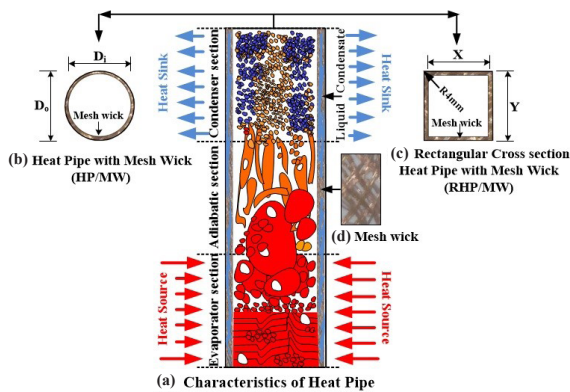 (b) Heat Pipe with Mesh Wick
(HP/MW)
Di
Do
Mesh wick
Heat Sink
Condenser section
Adiabatic section
Evaporator section
Heat Source
Liquid Condensate
Heat Sink
Heat Source
X
Y
R4mm
Mesh wick
(c) Rectangular Cross section
Heat Pipe with Mesh Wick
(RHP/MW)
(d) Mesh wick
(a) Characteristics of Heat Pipe